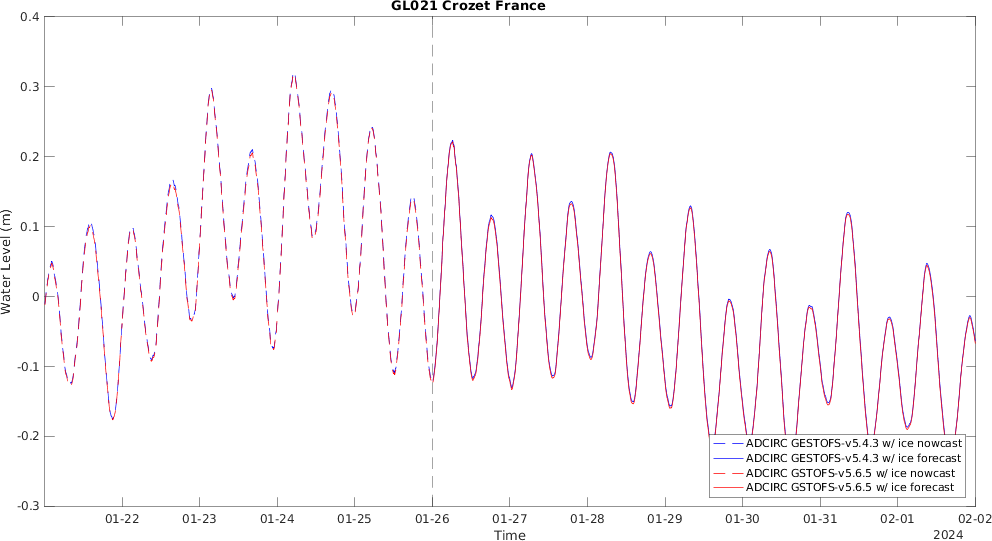 GL021 Crozet France
0.4
0.3
0.2
0.1
0
-0.1
-0.2
-0.3
Water Level (m)
01-22 01-23 01-24 01-25 01-26 01-27 01-28 01-29 01-30 01-31 02-01 02-02
Time
2024
ADCIRC GESTOFS-v5.4.3 w/ ice nowcast
ADCIRC GESTOFS-v5.4.3 w/ ice forecast
ADCIRC GSTOFS-v5.6.5 w/ ice nowcast
ADCIRC GSTOFS-v5.6.5 w/ ice forecast